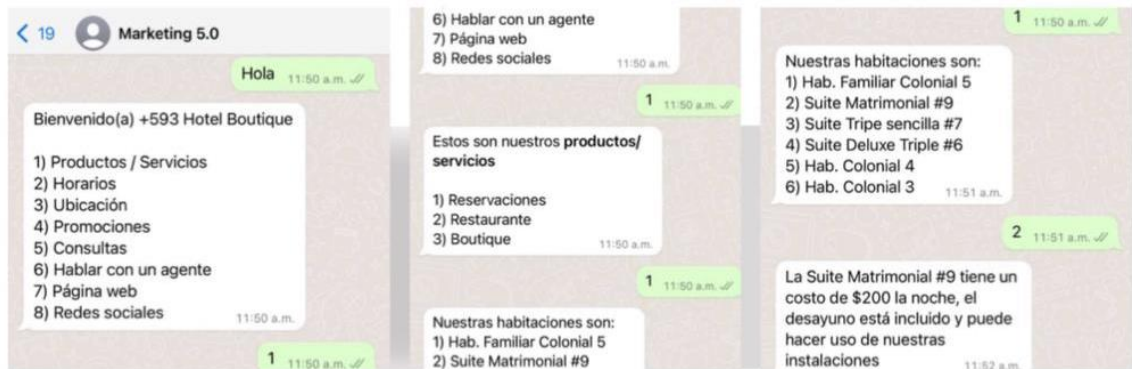 19 Marketing 5.0
Hola 11:50 a.m.
Bienvenido(a) +593 Hotel Boutique
1) Productos / Servicios
2) Horarios
3) Ubicación
4) Promociones
5) Consultas
6) Hablar con un agente
7) Página web
8) Redes sociales 11:50 a.m.
1 11:50 a.m.
6) Hablar con un agente
7) Página web
8) Redes sociales 11:50 a.m.
1 11:50 a.m.
Estos son nuestros productos/
servicios
1) Reservaciones
2) Restaurante
3) Boutique 11:50 a.m.
1 11:50 a.m.
Nuestras habitaciones son:
1) Hab. Familiar Colonial 5
2) Suite Matrimonial #9
1 11:50 a.m.
Nuestras habitaciones son:
1) Hab. Familiar Colonial 5
2) Suite Matrimonial #9
3) Suite Tripe sencilla #7
4) Suite Deluxe Triple #6
5) Hab. Colonial 4
6) Hab. Colonial 3 11:51 a.m.
2 11:51 a.m.
La Suite Matrimonial #9 tiene un
costo de $200 la noche, el
desayuno está incluido y puede
hacer uso de nuestras
instalaciones 11:52 a.m.